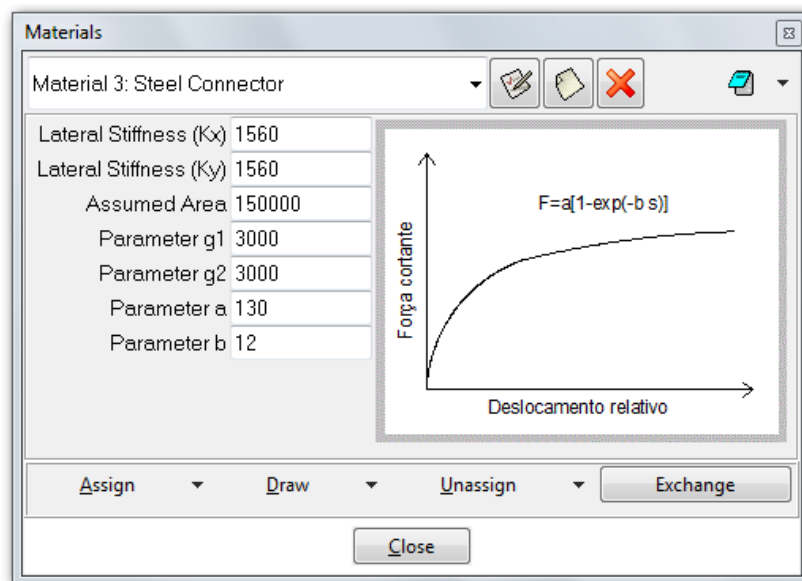 Materials
Material 3: Steel Connector
Lateral Stiffness (Kx) 1560
Lateral Stiffness (Ky) 1560
Assumed Area 150000
Parameter g1 3000
Parameter g2 3000
Parameter a 130
Parameter b 12
F=a[1-exp(-b s)]
Força cortante
Deslocamento relativo
Assign Draw Unassign Exchange
Close